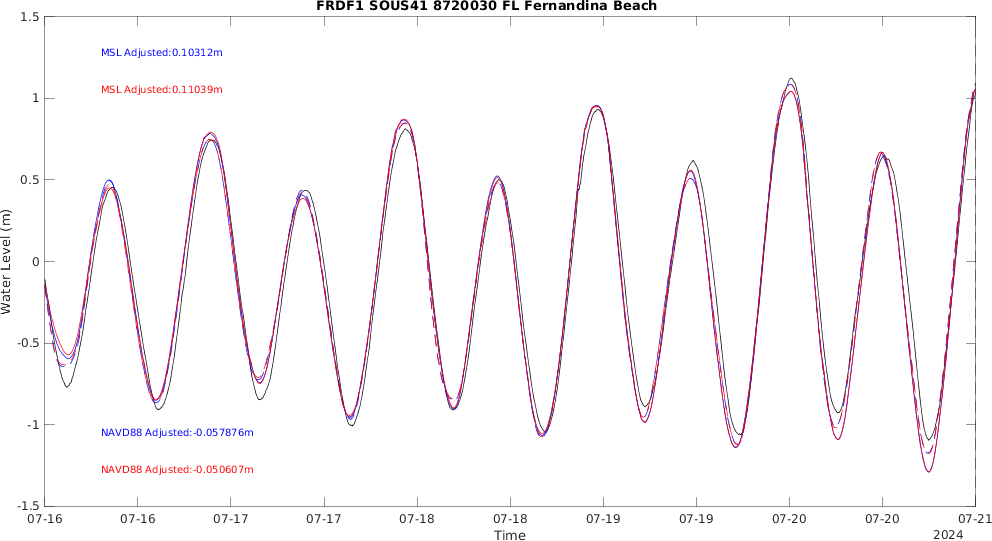 FRDF1 SOUS41 8720030 FL Fernandina Beach
1.5
MSL Adjusted:0.10312m
MSL Adjusted:0.11039m
1
0.5
0
Water Level (m)
-0.5
-1
NAVD88 Adjusted:-0.057876m
NAVD88 Adjusted:-0.050607m
-1.5
07-16 07-16 07-17 07-17 07-18 07-18 07-19 07-19 07-20 07-20 07-21
Time
2024